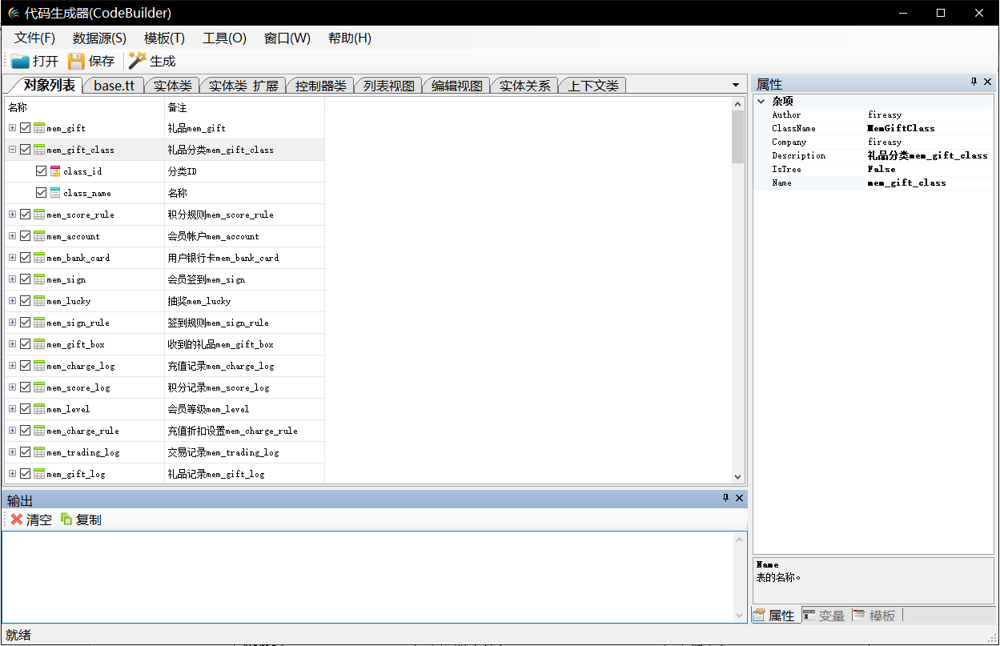 代码生成器(CodeBuilder)
文件(F) 数据源(S) 模板(T) 工具(O) 窗口(W) 帮助(H)
打开 保存 生成
对象列表 base.tt 实体类 实体类_扩展 控制器类 列表视图 编辑视图 实体关系 上下文类
名称 备注
mem_gift 礼品mem_gift
mem_gift_class 礼品分类mem_gift_class
class_id 分类ID
class_name 名称
mem_score_rule 积分规则mem_score_rule
mem_account 会员帐户mem_account
mem_bank_card 用户银行卡mem_bank_card
mem_sign 会员签到mem_sign
mem_lucky 抽奖mem_lucky
mem_sign_rule 签到规则mem_sign_rule
mem_gift_box 收到的礼品mem_gift_box
mem_charge_log 充值记录mem_charge_log
mem_score_log 积分记录mem_score_log
mem_level 会员等级mem_level
mem_charge_rule 充值折扣设置mem_charge_rule
mem_trading_log 交易记录mem_trading_log
mem_gift_log 礼品记录mem_gift_log
输出
清空 复制
就绪
属性
杂项
Author fireasy
ClassName MemGiftClass
Company fireasy
Description 礼品分类mem_gift_class
IsTree False
Name mem_gift_class
Name
表的名称。
属性 变量 模板